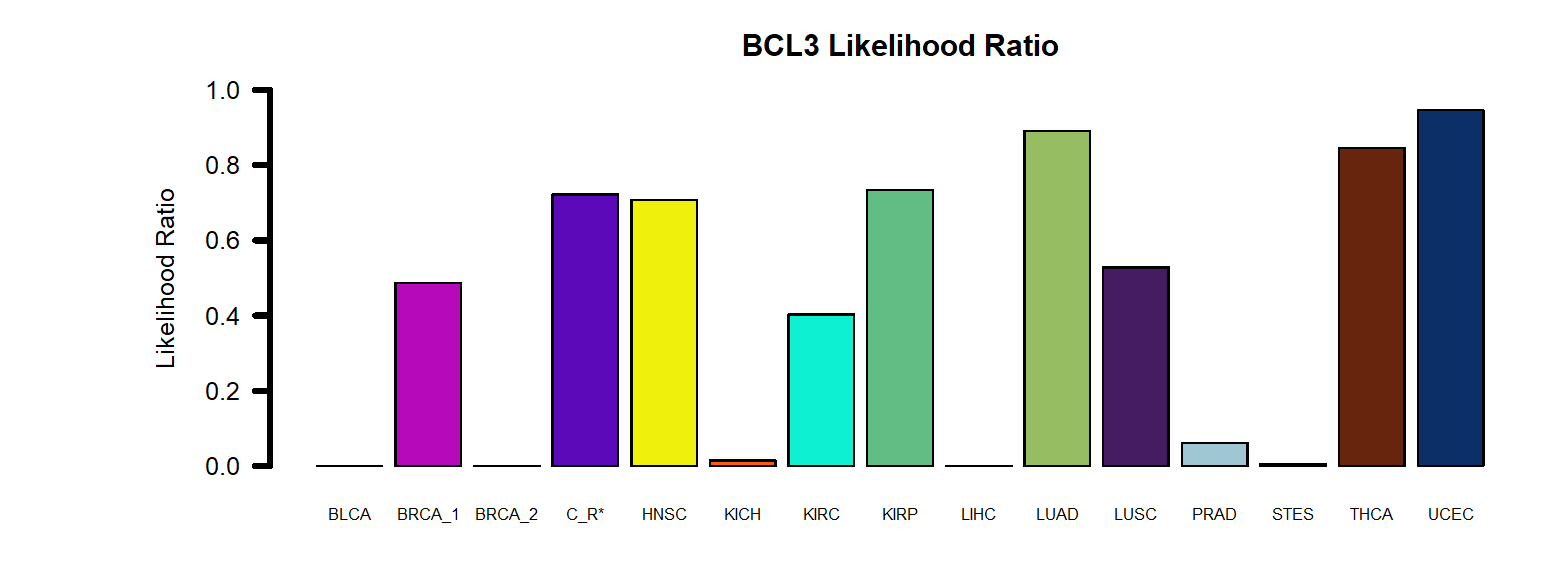 BCL3 Likelihood Ratio
Likelihood Ratio
1.0
0.8
0.6
0.4
0.2
0.0
BLCA BRCA_1 BRCA_2 C_R* HNSC KICH KIRC KIRP LIHC LUAD LUSC PRAD STES THCA UCEC